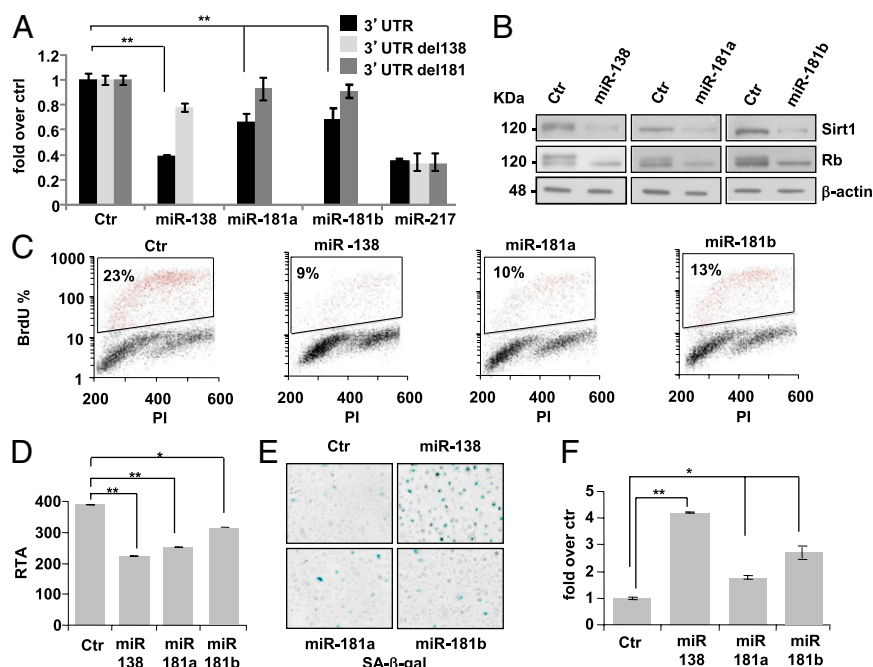 A
**
**
3′ UTR
3′ UTR del138
3′ UTR del181
fold over ctrl
1.2
1
0.8
0.6
0.4
0.2
0
Ctr miR-138 miR-181a miR-181b miR-217
B
KDa
Ctr miR-138 Ctr miR-181a Ctr miR-181b
120 Sirt1
120 Rb
48 β-actin
C
Ctr miR -138 miR-181a miR-181b
23% 9% 10% 13%
BrdU %
1000
100
10
1
200 400 600 200 400 600 200 400 600 200 400 600
PI PI PI PI
D
*
**
**
RTA
400
300
200
100
0
Ctr miR 138 miR 181a miR 181b
E
Ctr miR-138
miR-181a miR-181b
SA-β-gal
F
*
**
fold over ctr
5
4
3
2
1
0
Ctr miR 138 miR 181a miR 181b